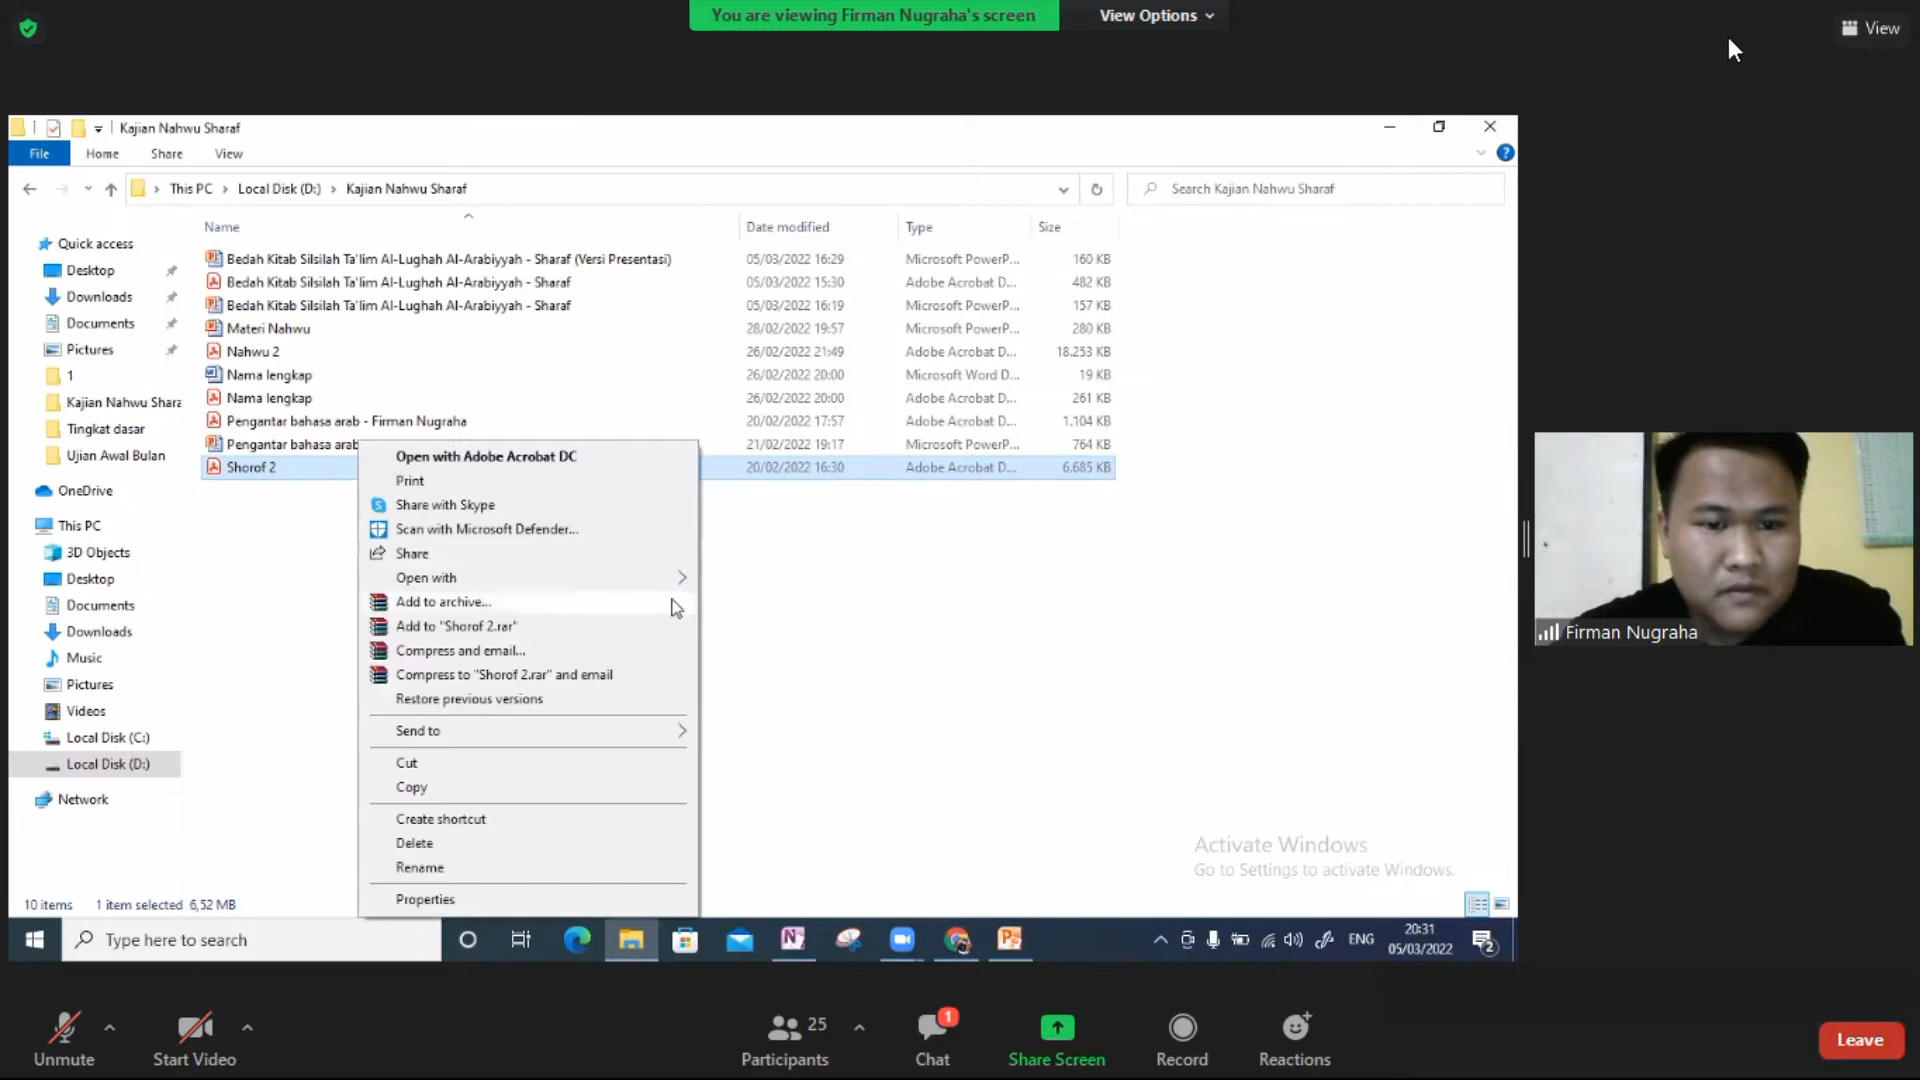 You are viewing Firman Nugraha's screen
View Options
View
Kajian Nahwu Sharaf
File Home Share View
This PC Local Disk (D:) Kajian Nahwu Sharaf
Search Kajian Nahwu Sharaf
Name Date modified Type Size
Quick access
Desktop
Downloads
Documents
Pictures
1
Kajian Nahwu Shara
Tingkat dasar
Ujian Awal Bulan
OneDrive
This PC
3D Objects
Desktop
Documents
Downloads
Music
Pictures
Videos
Local Disk (C:)
Local Disk (D:)
Network
Bedah Kitab Silsilah Ta'lim Al-Lughah Al-Arabiyyah - Sharaf (Versi Presentasi) 05/03/2022 16:29 Microsoft PowerP... 160 KB
Bedah Kitab Silsilah Ta'lim Al-Lughah Al-Arabiyyah - Sharaf 05/03/2022 15:30 Adobe Acrobat D... 482 KB
Bedah Kitab Silsilah Ta'lim Al-Lughah Al-Arabiyyah - Sharaf 05/03/2022 16:19 Microsoft PowerP... 157 KB
Materi Nahwu 28/02/2022 19:57 Microsoft PowerP... 280 KB
Nahwu 2 26/02/2022 21:49 Adobe Acrobat D... 18.253 KB
Nama lengkap 26/02/2022 20:00 Microsoft Word D... 19 KB
Nama lengkap 26/02/2022 20:00 Adobe Acrobat D... 261 KB
Pengantar bahasa arab - Firman Nugraha 20/02/2022 17:57 Adobe Acrobat D... 1.104 KB
Pengantar bahasa arab 21/02/2022 19:17 Microsoft PowerP... 764 KB
Shorof 2 20/02/2022 16:30 Adobe Acrobat D... 6.685 KB
Open with Adobe Acrobat DC
Print
Share with Skype
Scan with Microsoft Defender...
Share
Open with
Add to archive...
Add to "Shorof 2.rar"
Compress and email...
Compress to "Shorof 2.rar" and email
Restore previous versions
Send to
Cut
Copy
Create shortcut
Delete
Rename
Properties
Activate Windows
Go to Settings to activate Windows.
10 items 1 item selected 6,52 MB
Type here to search
ENG
20:31
05/03/2022
2
Firman Nugraha
Unmute
Start Video
25
Participants
1
Chat
Share Screen
Record
Reactions
Leave